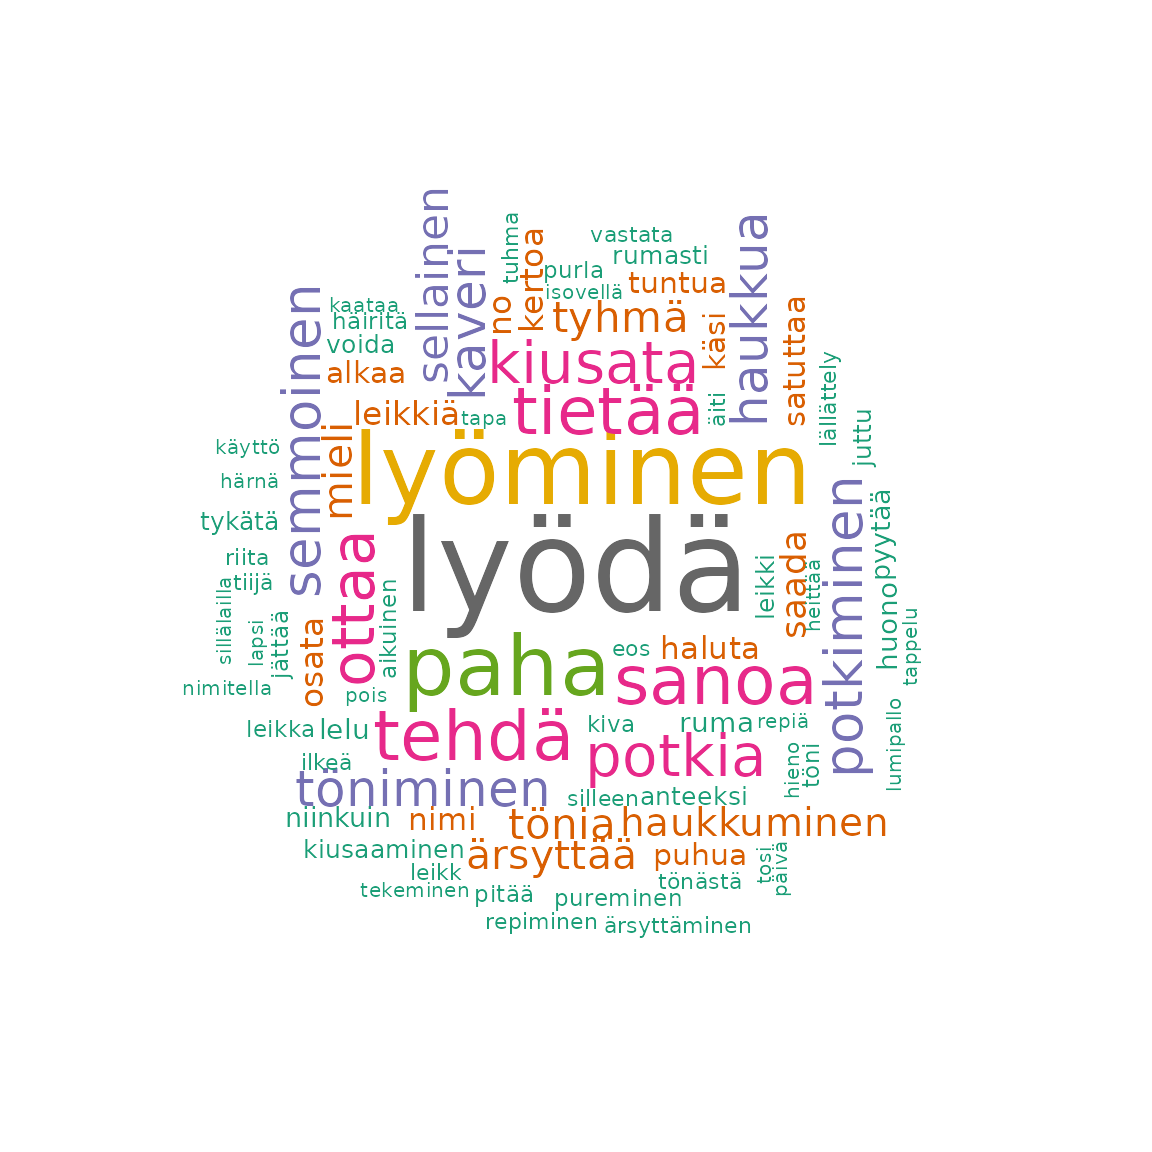 sellainen
kaveri
tuhma
kertoa
no
vastata
rumasti
purla
isovellä
tuntua
tyhmä
kiusata
tietää
käsi
äiti
haukkua
satuttaa
lällättely
juttu
kaataa
häiritä
voida
alkaa
leikkiä
tapa
semmoinen
mieli
lyöminen
käyttö
härnä
tykätä
riita
tiijä
sillälailla
lapsi
jättää
nimitella
osata
ottaa
aikuinen
pois
lyödä
leikki
saada
heittää
potkiminen
pyytää
huono
tappelu
lumipallo
paha
eos
haluta
sanoa
leikka
lelu
ilkeä
tehdä
kiva
ruma
repiä
potkia
hieno
töni
töniminen
silleen
anteeksi
niinkuin
nimi
töniä
haukkuminen
kiusaaminen
ärsyttää
puhua
tosi
päivä
leikk
tekeminen
pitää
pureminen
tönästä
repiminen
ärsyttäminen